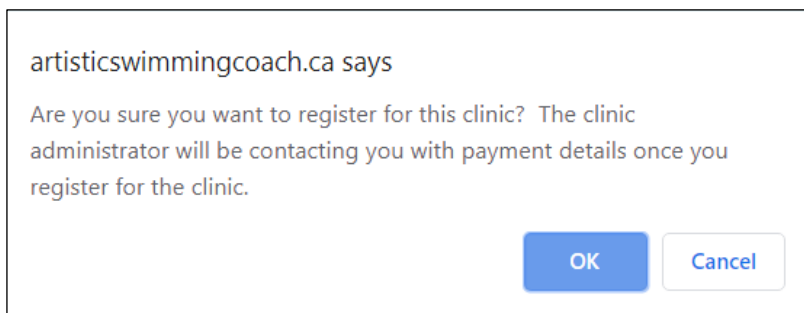 artisticswimmingcoach.ca says
Are you sure you want to register for this clinic?  The clinic
administrator will be contacting you with payment details once you
register for the clinic.
OK
Cancel